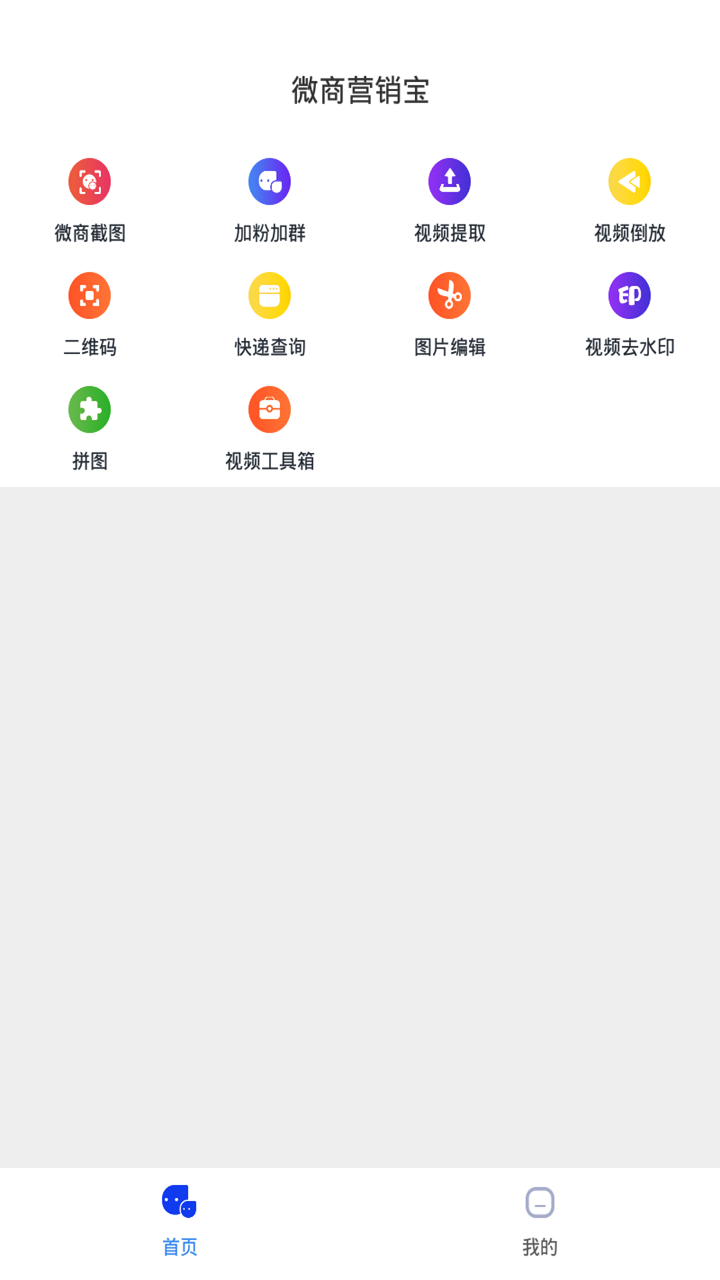 微商营销宝
微商截图 加粉加群 视频提取 视频倒放
二维码 快递查询 图片编辑 视频去水印
拼图 视频工具箱
首页 我的